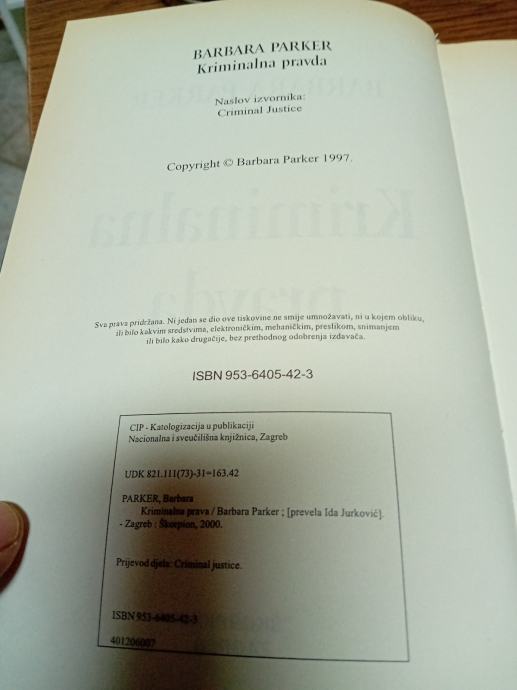 BARBARA PARKER
Kriminalna pravda
Naslov izvornika:
Criminal Justice
Copyright © Barbara Parker 1997.
Sva prava pridržana. Ni jedan se dio ove tiskovine ne smije umnožavati, ni u kojem obliku,
ili bilo kakvim sredstvima, elektroničkim, mehaničkim, preslikom, snimanjem
ili bilo kako drugačije, bez prethodnog odobrenja izdavača.
ISBN 953-6405-42-3
CIP - Katologizacija u publikaciji
Nacionalna i sveučilišna knjižnica, Zagreb
UDK 821.111(73)-31=163.42
PARKER, Barbara
Kriminalna prava / Barbara Parker ; [prevela Ida Jurković].
- Zagreb : Škorpion, 2000.
Prijevod djela: Criminal justice.
ISBN 953-6405-42-3
401206007